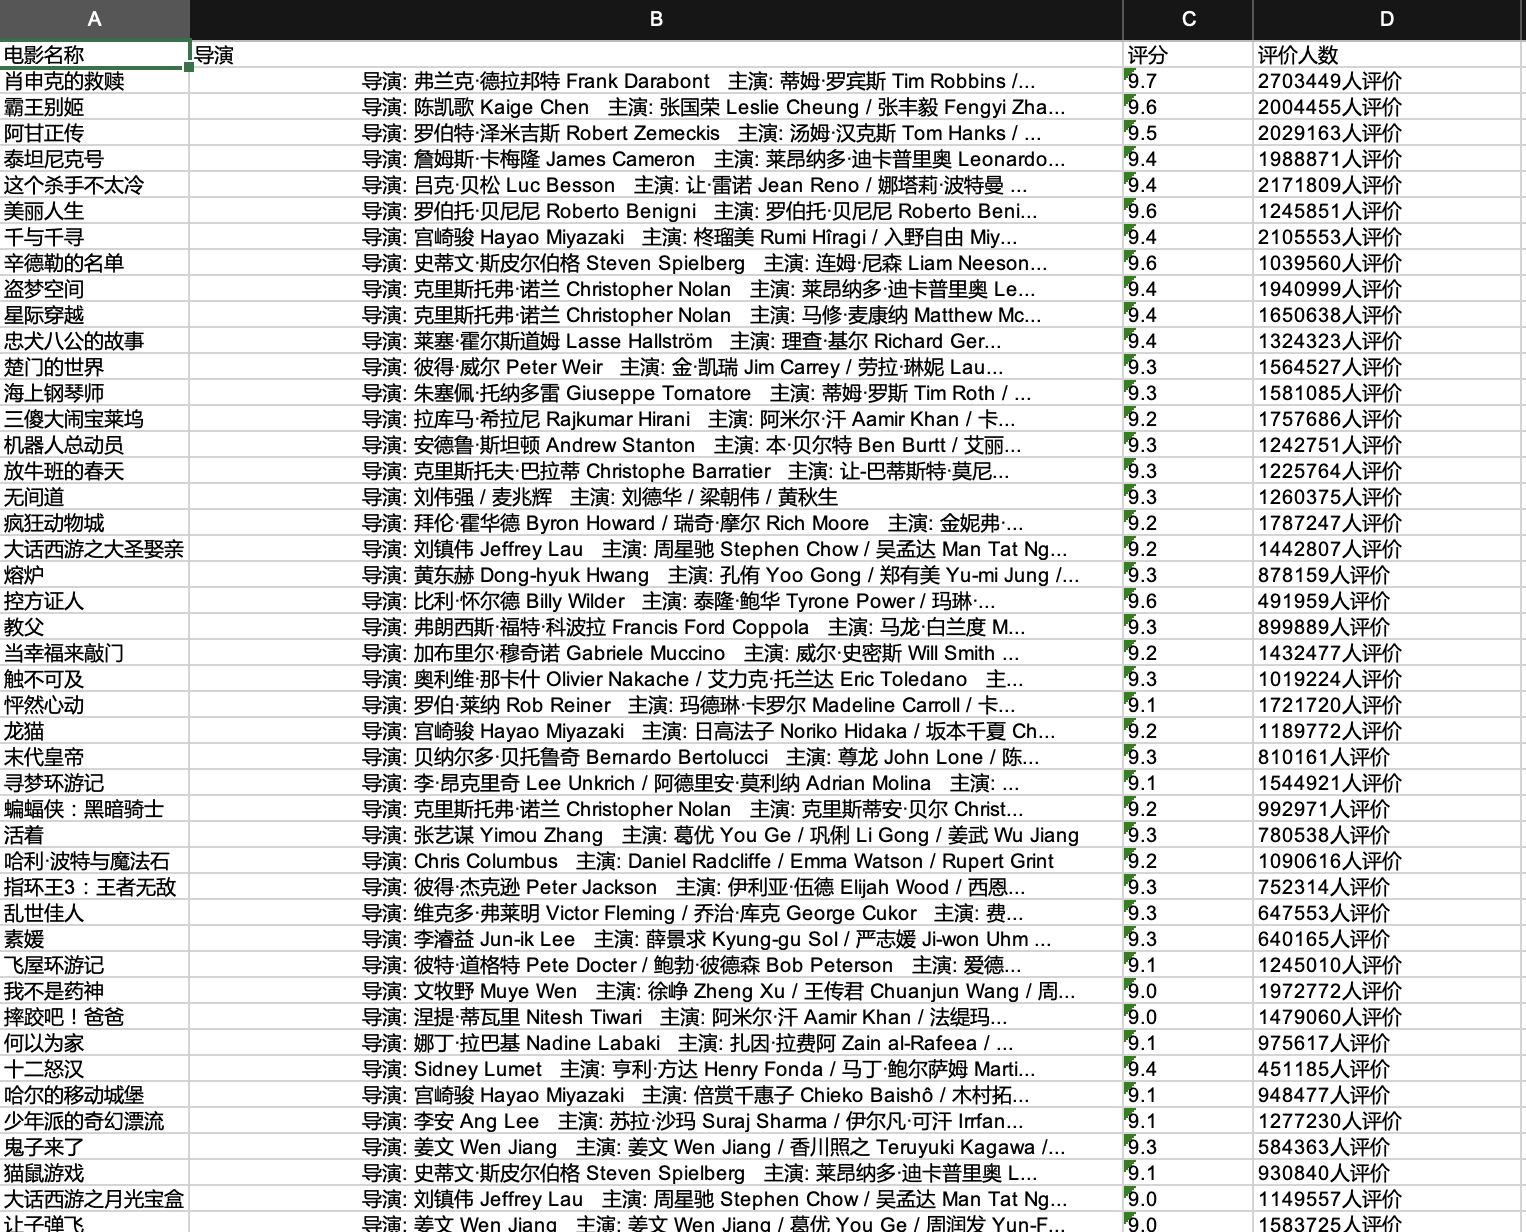 A B C D
电影名称 导演 评分 评价人数
肖申克的救赎 导演: 弗兰克·德拉邦特 Frank Darabont 主演: 蒂姆·罗宾斯 Tim Robbins /... 9.7 2703449人评价
霸王别姬 导演: 陈凯歌 Kaige Chen 主演: 张国荣 Leslie Cheung / 张丰毅 Fengyi Zha... 9.6 2004455人评价
阿甘正传 导演: 罗伯特·泽米吉斯 Robert Zemeckis 主演: 汤姆·汉克斯 Tom Hanks / ... 9.5 2029163人评价
泰坦尼克号 导演: 詹姆斯·卡梅隆 James Cameron 主演: 莱昂纳多·迪卡普里奥 Leonardo... 9.4 1988871人评价
这个杀手不太冷 导演: 吕克·贝松 Luc Besson 主演: 让·雷诺 Jean Reno / 娜塔莉·波特曼 ... 9.4 2171809人评价
美丽人生 导演: 罗伯托·贝尼尼 Roberto Benigni 主演: 罗伯托·贝尼尼 Roberto Beni... 9.6 1245851人评价
千与千寻 导演: 宫崎骏 Hayao Miyazaki 主演: 柊瑠美 Rumi Hîragi / 入野自由 Miy... 9.4 2105553人评价
辛德勒的名单 导演: 史蒂文·斯皮尔伯格 Steven Spielberg 主演: 连姆·尼森 Liam Neeson... 9.6 1039560人评价
盗梦空间 导演: 克里斯托弗·诺兰 Christopher Nolan 主演: 莱昂纳多·迪卡普里奥 Le... 9.4 1940999人评价
星际穿越 导演: 克里斯托弗·诺兰 Christopher Nolan 主演: 马修·麦康纳 Matthew Mc... 9.4 1650638人评价
忠犬八公的故事 导演: 莱塞·霍尔斯道姆 Lasse Hallström 主演: 理查·基尔 Richard Ger... 9.4 1324323人评价
楚门的世界 导演: 彼得·威尔 Peter Weir 主演: 金·凯瑞 Jim Carrey / 劳拉·琳妮 Lau... 9.3 1564527人评价
海上钢琴师 导演: 朱塞佩·托纳多雷 Giuseppe Tornatore 主演: 蒂姆·罗斯 Tim Roth / ... 9.3 1581085人评价
三傻大闹宝莱坞 导演: 拉库马·希拉尼 Rajkumar Hirani 主演: 阿米尔·汗 Aamir Khan / 卡... 9.2 1757686人评价
机器人总动员 导演: 安德鲁·斯坦顿 Andrew Stanton 主演: 本·贝尔特 Ben Burtt / 艾丽... 9.3 1242751人评价
放牛班的春天 导演: 克里斯托夫·巴拉蒂 Christophe Barratier 主演: 让-巴蒂斯特·莫尼... 9.3 1225764人评价
无间道 导演: 刘伟强 / 麦兆辉 主演: 刘德华 / 梁朝伟 / 黄秋生 9.3 1260375人评价
疯狂动物城 导演: 拜伦·霍华德 Byron Howard / 瑞奇·摩尔 Rich Moore 主演: 金妮弗·... 9.2 1787247人评价
大话西游之大圣娶亲 导演: 刘镇伟 Jeffrey Lau 主演: 周星驰 Stephen Chow / 吴孟达 Man Tat Ng... 9.2 1442807人评价
熔炉 导演: 黄东赫 Dong-hyuk Hwang 主演: 孔侑 Yoo Gong / 郑有美 Yu-mi Jung /... 9.3 878159人评价
控方证人 导演: 比利·怀尔德 Billy Wilder 主演: 泰隆·鲍华 Tyrone Power / 玛琳·... 9.6 491959人评价
教父 导演: 弗朗西斯·福特·科波拉 Francis Ford Coppola 主演: 马龙·白兰度 M... 9.3 899889人评价
当幸福来敲门 导演: 加布里尔·穆奇诺 Gabriele Muccino 主演: 威尔·史密斯 Will Smith ... 9.2 1432477人评价
触不可及 导演: 奥利维·那卡什 Olivier Nakache / 艾力克·托兰达 Eric Toledano 主... 9.3 1019224人评价
怦然心动 导演: 罗伯·莱纳 Rob Reiner 主演: 玛德琳·卡罗尔 Madeline Carroll / 卡... 9.1 1721720人评价
龙猫 导演: 宫崎骏 Hayao Miyazaki 主演: 日高法子 Noriko Hidaka / 坂本千夏 Ch... 9.2 1189772人评价
末代皇帝 导演: 贝纳尔多·贝托鲁奇 Bernardo Bertolucci 主演: 尊龙 John Lone / 陈... 9.3 810161人评价
寻梦环游记 导演: 李·昂克里奇 Lee Unkrich / 阿德里安·莫利纳 Adrian Molina 主演: ... 9.1 1544921人评价
蝙蝠侠：黑暗骑士 导演: 克里斯托弗·诺兰 Christopher Nolan 主演: 克里斯蒂安·贝尔 Christ... 9.2 992971人评价
活着 导演: 张艺谋 Yimou Zhang 主演: 葛优 You Ge / 巩俐 Li Gong / 姜武 Wu Jiang 9.3 780538人评价
哈利·波特与魔法石 导演: Chris Columbus 主演: Daniel Radcliffe / Emma Watson / Rupert Grint 9.2 1090616人评价
指环王3：王者无敌 导演: 彼得·杰克逊 Peter Jackson 主演: 伊利亚·伍德 Elijah Wood / 西恩... 9.3 752314人评价
乱世佳人 导演: 维克多·弗莱明 Victor Fleming / 乔治·库克 George Cukor 主演: 费... 9.3 647553人评价
素媛 导演: 李濬益 Jun-ik Lee 主演: 薛景求 Kyung-gu Sol / 严志媛 Ji-won Uhm ... 9.3 640165人评价
飞屋环游记 导演: 彼特·道格特 Pete Docter / 鲍勃·彼德森 Bob Peterson 主演: 爱德... 9.1 1245010人评价
我不是药神 导演: 文牧野 Muye Wen 主演: 徐峥 Zheng Xu / 王传君 Chuanjun Wang / 周... 9.0 1972772人评价
摔跤吧！爸爸 导演: 涅提·蒂瓦里 Nitesh Tiwari 主演: 阿米尔·汗 Aamir Khan / 法缇玛... 9.0 1479060人评价
何以为家 导演: 娜丁·拉巴基 Nadine Labaki 主演: 扎因·拉费阿 Zain al-Rafeea / ... 9.1 975617人评价
十二怒汉 导演: Sidney Lumet 主演: 亨利·方达 Henry Fonda / 马丁·鲍尔萨姆 Marti... 9.4 451185人评价
哈尔的移动城堡 导演: 宫崎骏 Hayao Miyazaki 主演: 倍赏千惠子 Chieko Baishô / 木村拓... 9.1 948477人评价
少年派的奇幻漂流 导演: 李安 Ang Lee 主演: 苏拉·沙玛 Suraj Sharma / 伊尔凡·可汗 Irrfan... 9.1 1277230人评价
鬼子来了 导演: 姜文 Wen Jiang 主演: 姜文 Wen Jiang / 香川照之 Teruyuki Kagawa /... 9.3 584363人评价
猫鼠游戏 导演: 史蒂文·斯皮尔伯格 Steven Spielberg 主演: 莱昂纳多·迪卡普里奥 L... 9.1 930840人评价
大话西游之月光宝盒 导演: 刘镇伟 Jeffrey Lau 主演: 周星驰 Stephen Chow / 吴孟达 Man Tat Ng... 9.0 1149557人评价
让子弹飞 导演: 姜文 Wen Jiang 主演: 姜文 Wen Jiang / 葛优 You Ge / 周润发 Yun-F... 9.0 1583725人评价